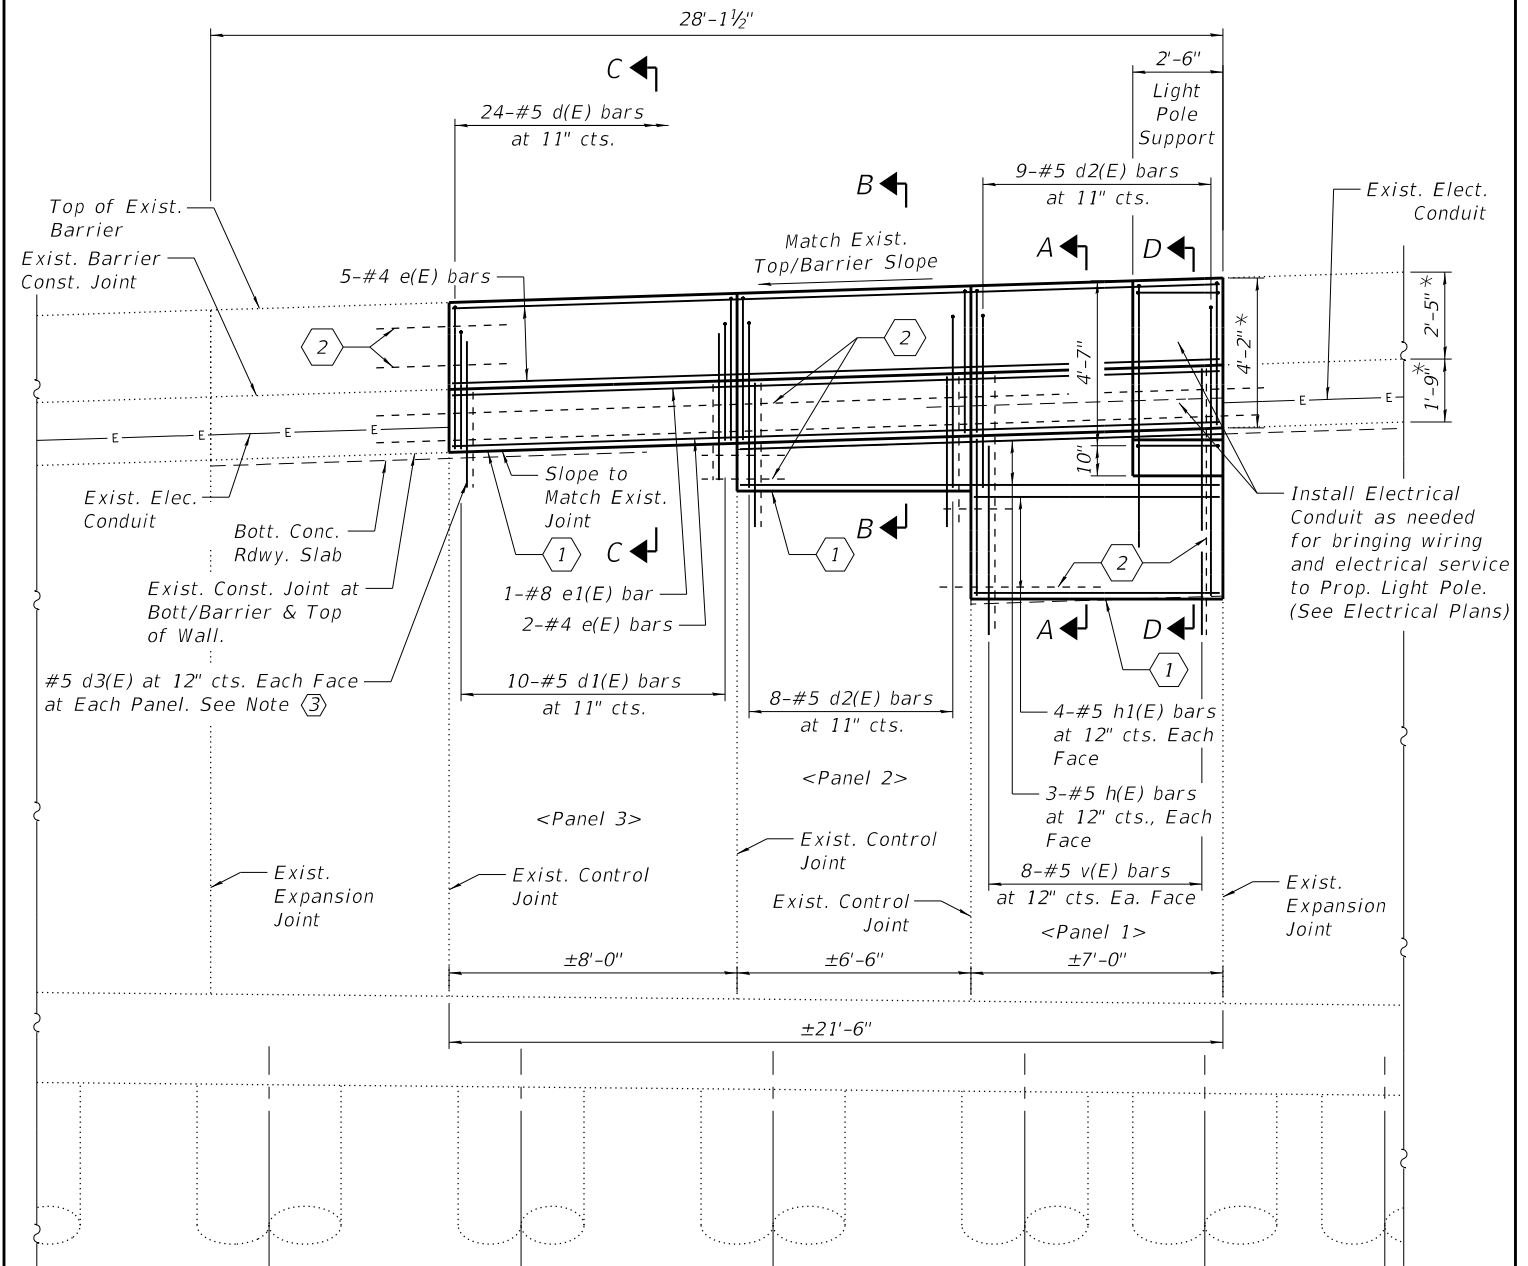 28'-1½"
C
2'-6"
Light
Pole
Support
24-#5 d(E) bars
at 11" cts.
B
9-#5 d2(E) bars
at 11" cts.
Exist. Elect.
Conduit
Top of Exist.
Barrier
Exist. Barrier
Const. Joint
5-#4 e(E) bars
Match Exist.
Top/Barrier Slope
A
D
2'-5"*
4'-2"*
1'-9"*
4'-7"
10"
2
2
E
E
E
E
E
E
Exist. Elec.
Conduit
Bott. Conc.
Rdwy. Slab
Slope to
Match Exist.
Joint
C
1
B
1
2
Install Electrical
Conduit as needed
for bringing wiring
and electrical service
to Prop. Light Pole.
(See Electrical Plans)
Exist. Const. Joint at
Bott/Barrier & Top
of Wall.
1-#8 e1(E) bar
2-#4 e(E) bars
A
D
1
#5 d3(E) at 12" cts. Each Face
at Each Panel. See Note 3
10-#5 d1(E) bars
at 11" cts.
8-#5 d2(E) bars
at 11" cts.
4-#5 h1(E) bars
at 12" cts. Each
Face
<Panel 2>
3-#5 h(E) bars
at 12" cts., Each
Face
<Panel 3>
Exist. Control
Joint
8-#5 v(E) bars
at 12" cts. Ea. Face
Exist.
Expansion
Joint
Exist. Control
Joint
Exist. Control
Joint
Exist.
Expansion
Joint
<Panel 1>
±8'-0"
±6'-6"
±7'-0"
±21'-6"